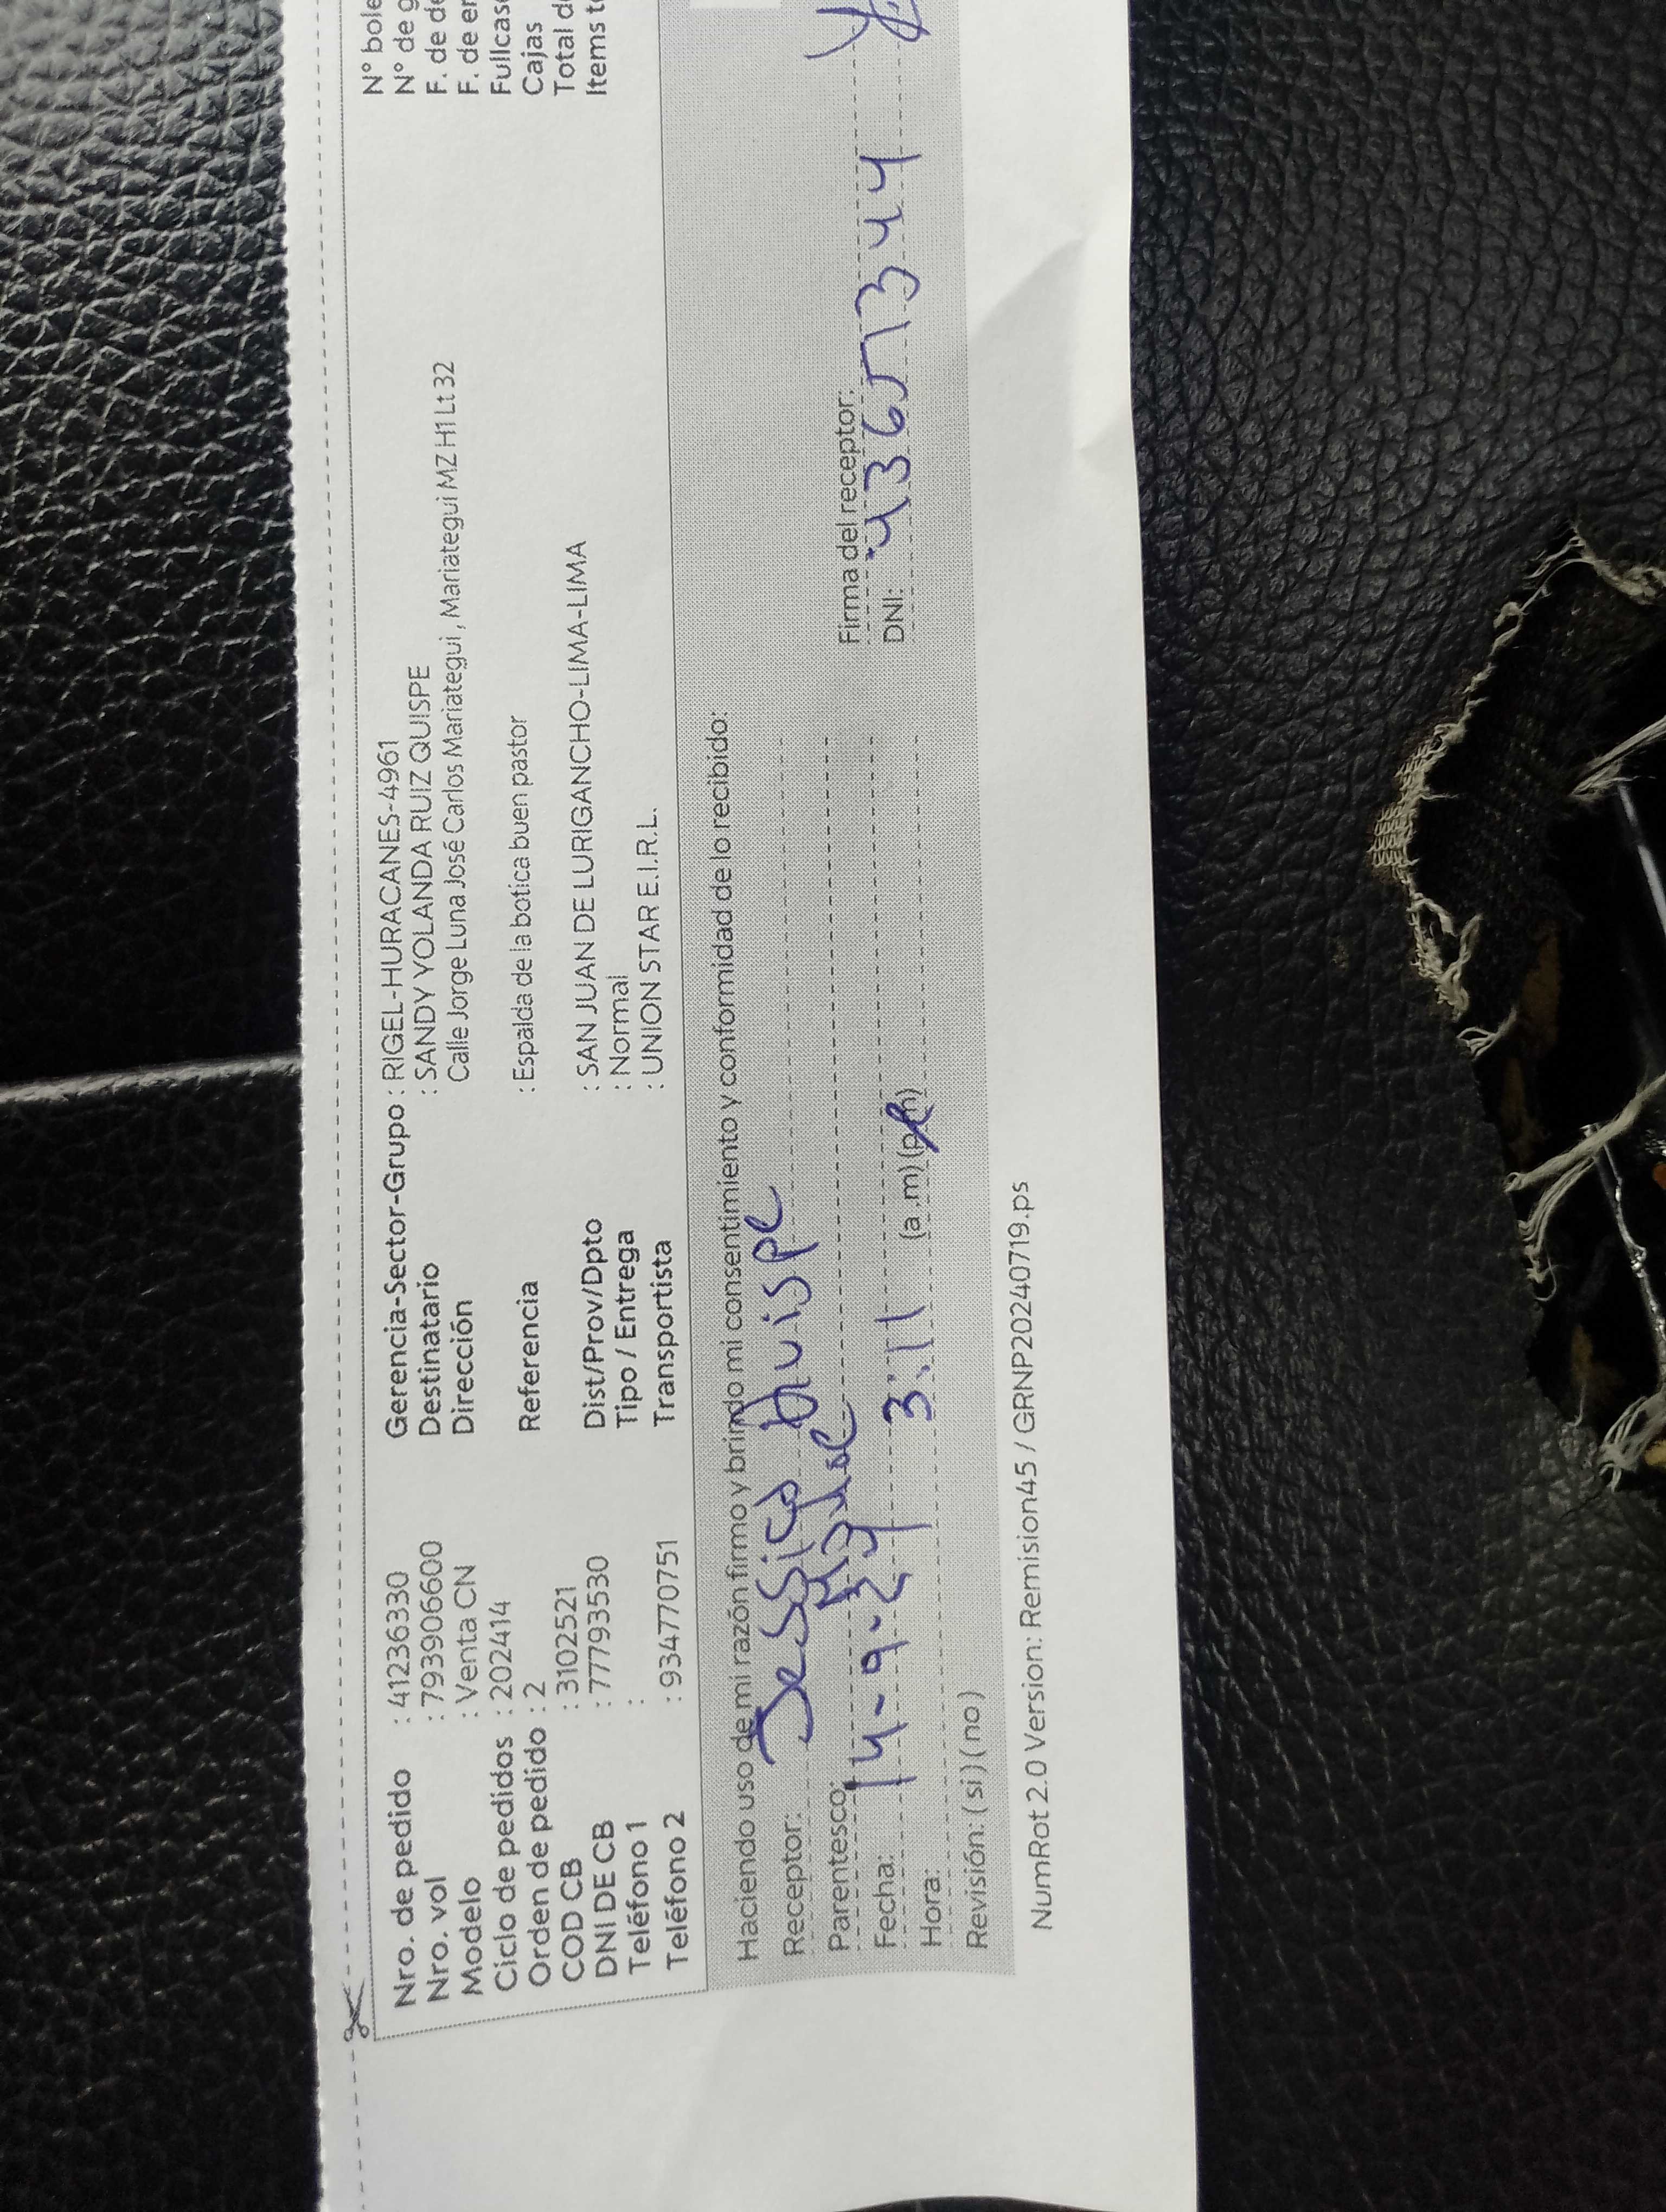 Nro. de pedido : 41236330
Nro. vol : 793906600
Modelo : Venta CN
Ciclo de pedidos : 202414
Orden de pedido : 2
COD CB : 3102521
DNI DE CB : 77793530
Teléfono 1 :
Teléfono 2 : 934770751
Gerencia-Sector-Grupo : RIGEL-HURACANES-4961
Destinatario : SANDY YOLANDA RUIZ QUISPE
Dirección Calle Jorge Luna José Carlos Mariategui , Mariategui MZ H1 Lt 32
Referencia : Espalda de la botica buen pastor
Dist/Prov/Dpto : SAN JUAN DE LURIGANCHO-LIMA-LIMA
Tipo / Entrega : Normal
Transportista : UNION STAR E.I.R.L.
N° bole
N° de g
F. de de
F. de en
Fullcase
Cajas
Total d
Items to
Haciendo uso de mi razón firmo y brindo mi consentimiento y conformidad de lo recibido:
Receptor: Jessica Quispe
Parentesco: Madre
Fecha: 14-9-24
Hora: 3:11 (a.m) (p.m)
Revisión: ( si ) ( no )
Firma del receptor:
DNI: 43657344
NumRot 2.0 Version: Remision45 / GRNP20240719.ps